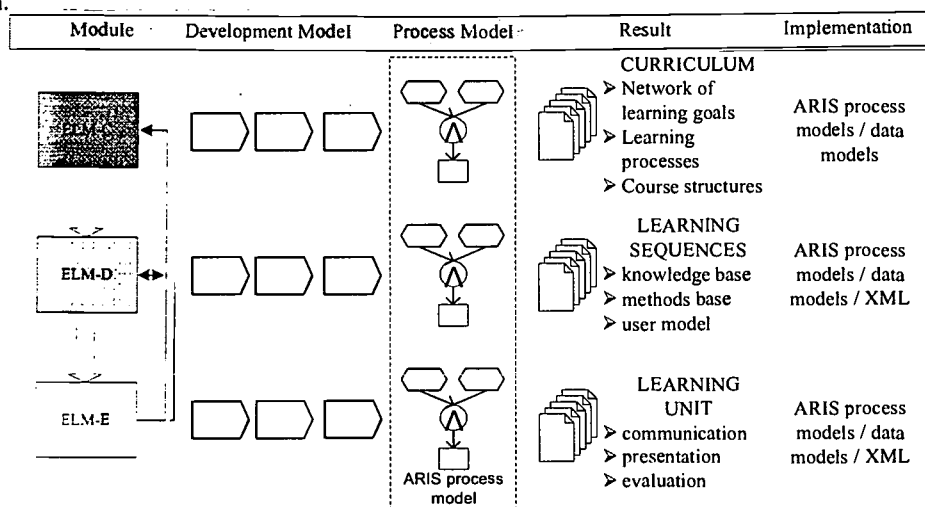 Module Development Model Process Model Result Implementation
CURRICULUM
➢ Network of
learning goals
➢ Learning
processes
➢ Course structures
ARIS process
models / data
models
ELM-D
LEARNING
SEQUENCES
➢ knowledge base
➢ methods base
➢ user model
ARIS process
models / data
models / XML
ELM-E
LEARNING
UNIT
➢ communication
➢ presentation
➢ evaluation
ARIS process
models / data
models / XML
ARIS process
model